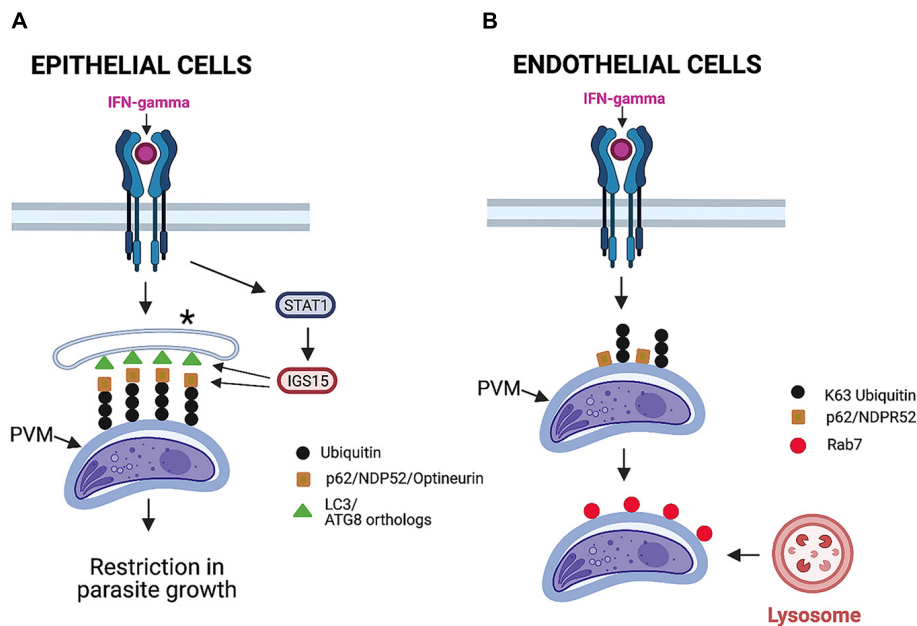 A
EPITHELIAL CELLS
IFN-gamma
STAT1
*
IGS15
PVM
Ubiquitin
p62/NDP52/Optineurin
LC3/
ATG8 orthologs
Restriction in
parasite growth
B
ENDOTHELIAL CELLS
IFN-gamma
PVM
K63 Ubiquitin
p62/NDPR52
Rab7
Lysosome